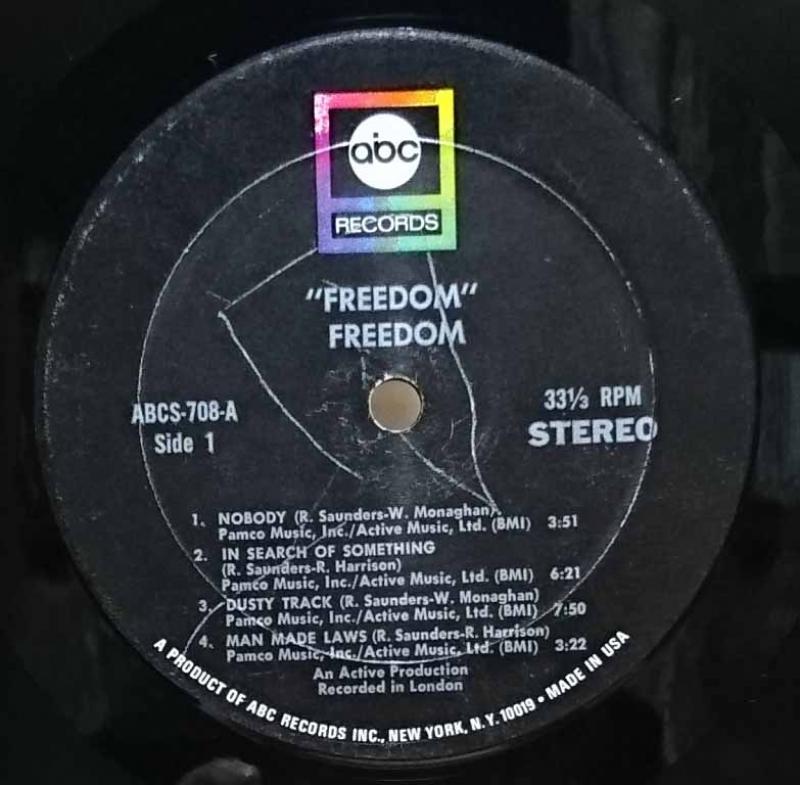 abc
RECORDS
"FREEDOM"
FREEDOM
ABCS-708-A
Side 1
33⅓ RPM
STEREO
1. NOBODY (R. Saunders-W. Monaghan)
Pamco Music, Inc./Active Music, Ltd. (BMI) 3:51
2. IN SEARCH OF SOMETHING
(R. Saunders-R. Harrison)
Pamco Music, Inc./Active Music, Ltd. (BMI) 6:21
3. DUSTY TRACK (R. Saunders-W. Monaghan)
Pamco Music, Inc./Active Music, Ltd. (BMI) 7:50
4. MAN MADE LAWS (R. Saunders-R. Harrison)
Pamco Music, Inc./Active Music, Ltd. (BMI) 3:22
An Active Production
Recorded in London
A PRODUCT OF ABC RECORDS INC., NEW YORK, N.Y. 10019 • MADE IN USA